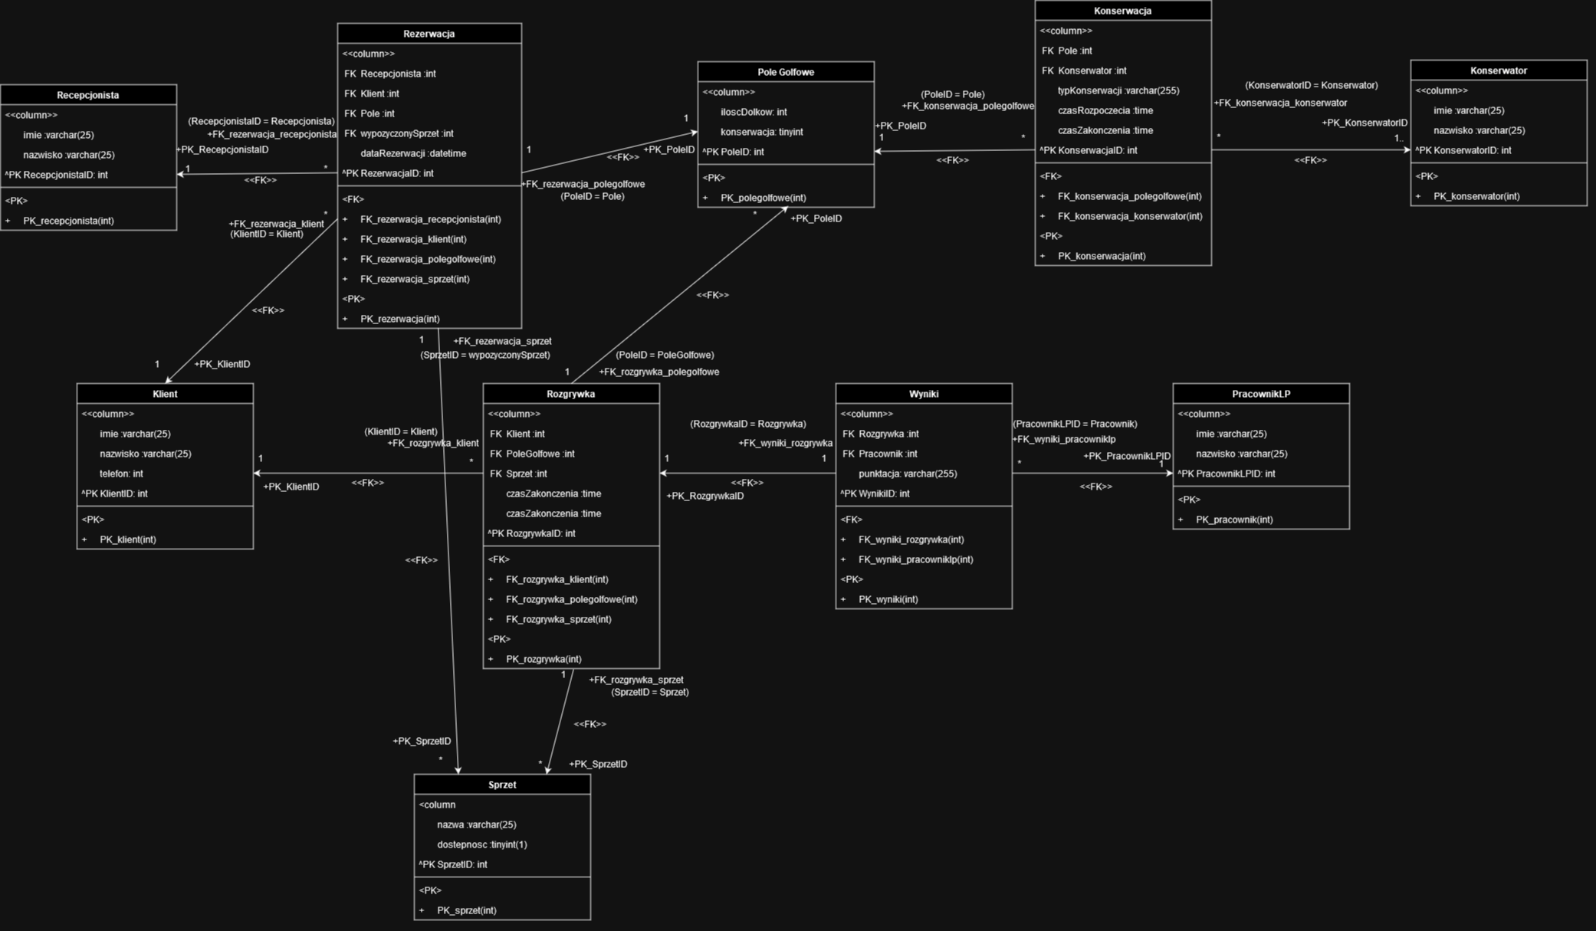 Recepcjonista
<<column>>
imie :varchar(25)
nazwisko :varchar(25)
^PK RecepcjonistaID: int
<PK>
+ PK_recepcjonista(int)
(RecepcjonistaID = Recepcjonista)
+FK_rezerwacja_recepcjonista
+PK_RecepcjonistaID
*
1
<<FK>>
Rezerwacja
<<column>>
FK Recepcjonista :int
FK Klient :int
FK Pole :int
FK wypozyczonySprzet :int
dataRezerwacji :datetime
^PK RezerwacjaID: int
<FK>
+ FK_rezerwacja_recepcjonista(int)
+ FK_rezerwacja_klient(int)
+ FK_rezerwacja_polegolfowe(int)
+ FK_rezerwacja_sprzet(int)
<PK>
+ PK_rezerwacja(int)
*
+FK_rezerwacja_klient
(KlientID = Klient)
<<FK>>
1
+PK_KlientID
1
1
<<FK>>
+PK_PoleID
+FK_rezerwacja_polegolfowe
(PoleID = Pole)
Pole Golfowe
<<column>>
iloscDolkow: int
konserwacja: tinyint
^PK PoleID: int
<PK>
+ PK_polegolfowe(int)
*
+PK_PoleID
(PoleID = Pole)
+FK_konserwacja_polegolfowe
+PK_PoleID
1
*
<<FK>>
Konserwacja
<<column>>
FK Pole :int
FK Konserwator :int
typKonserwacji :varchar(255)
czasRozpoczecia :time
czasZakonczenia :time
^PK KonserwacjaID: int
<FK>
+ FK_konserwacja_polegolfowe(int)
+ FK_konserwacja_konserwator(int)
<PK>
+ PK_konserwacja(int)
(KonserwatorID = Konserwator)
+FK_konserwacja_konserwator
+PK_KonserwatorID
*
1..
<<FK>>
Konserwator
<<column>>
imie :varchar(25)
nazwisko :varchar(25)
^PK KonserwatorID: int
<PK>
+ PK_konserwator(int)
<<FK>>
(PoleID = PoleGolfowe)
1
+FK_rozgrywka_polegolfowe
1
+FK_rezerwacja_sprzet
(SprzetID = wypozyczonySprzet)
<<FK>>
+PK_SprzetID
*
Klient
<<column>>
imie :varchar(25)
nazwisko :varchar(25)
telefon: int
^PK KlientID: int
<PK>
+ PK_klient(int)
(KlientID = Klient)
+FK_rozgrywka_klient
1
*
+PK_KlientID
<<FK>>
Rozgrywka
<<column>>
FK Klient :int
FK PoleGolfowe :int
FK Sprzet :int
czasZakonczenia :time
czasZakonczenia :time
^PK RozgrywkaID: int
<FK>
+ FK_rozgrywka_klient(int)
+ FK_rozgrywka_polegolfowe(int)
+ FK_rozgrywka_sprzet(int)
<PK>
+ PK_rozgrywka(int)
(RozgrywkaID = Rozgrywka)
+FK_wyniki_rozgrywka
1
1
<<FK>>
+PK_RozgrywkaID
Wyniki
<<column>>
FK Rozgrywka :int
FK Pracownik :int
punktacja: varchar(255)
^PK WynikiID: int
<FK>
+ FK_wyniki_rozgrywka(int)
+ FK_wyniki_pracowniklp(int)
<PK>
+ PK_wyniki(int)
(PracownikLPID = Pracownik)
+FK_wyniki_pracowniklp
+PK_PracownikLPID
*
1
<<FK>>
PracownikLP
<<column>>
imie :varchar(25)
nazwisko :varchar(25)
^PK PracownikLPID: int
<PK>
+ PK_pracownik(int)
1
+FK_rozgrywka_sprzet
(SprzetID = Sprzet)
<<FK>>
*
+PK_SprzetID
Sprzet
<column
nazwa :varchar(25)
dostepnosc :tinyint(1)
^PK SprzetID: int
<PK>
+ PK_sprzet(int)